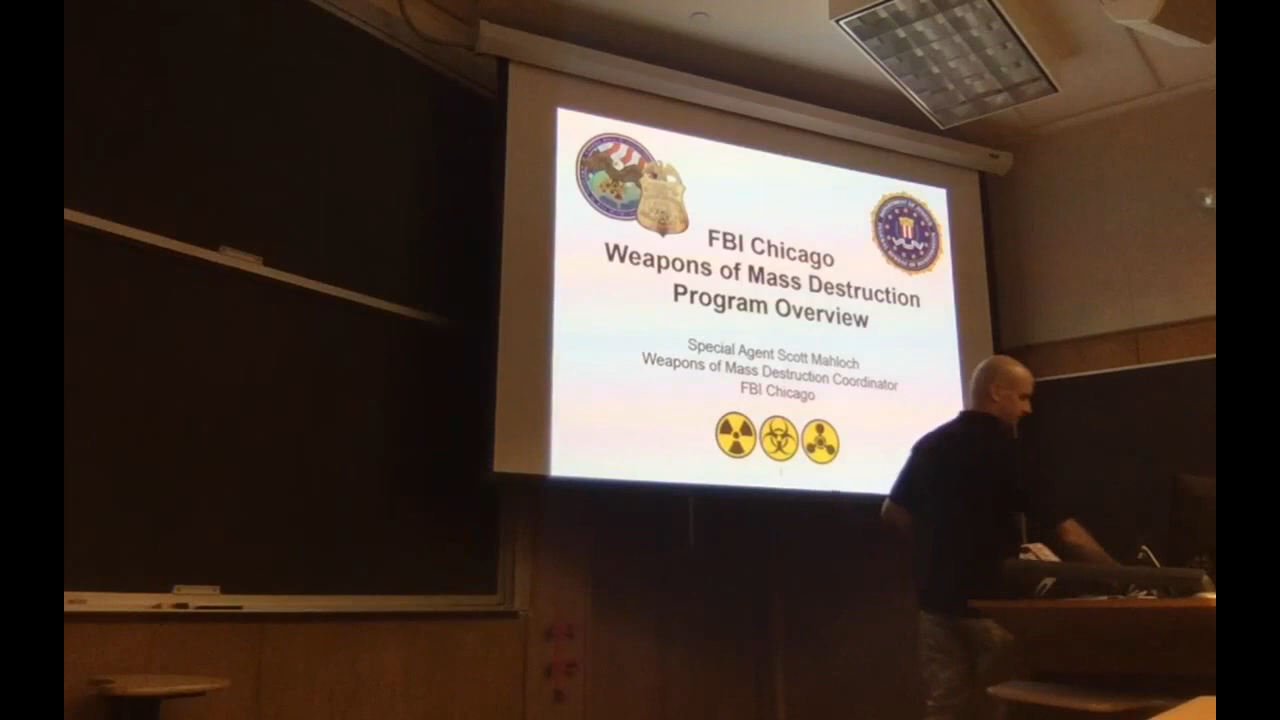 FBI Chicago
Weapons of Mass Destruction
Program Overview
Special Agent Scott Mahloch
Weapons of Mass Destruction Coordinator
FBI Chicago